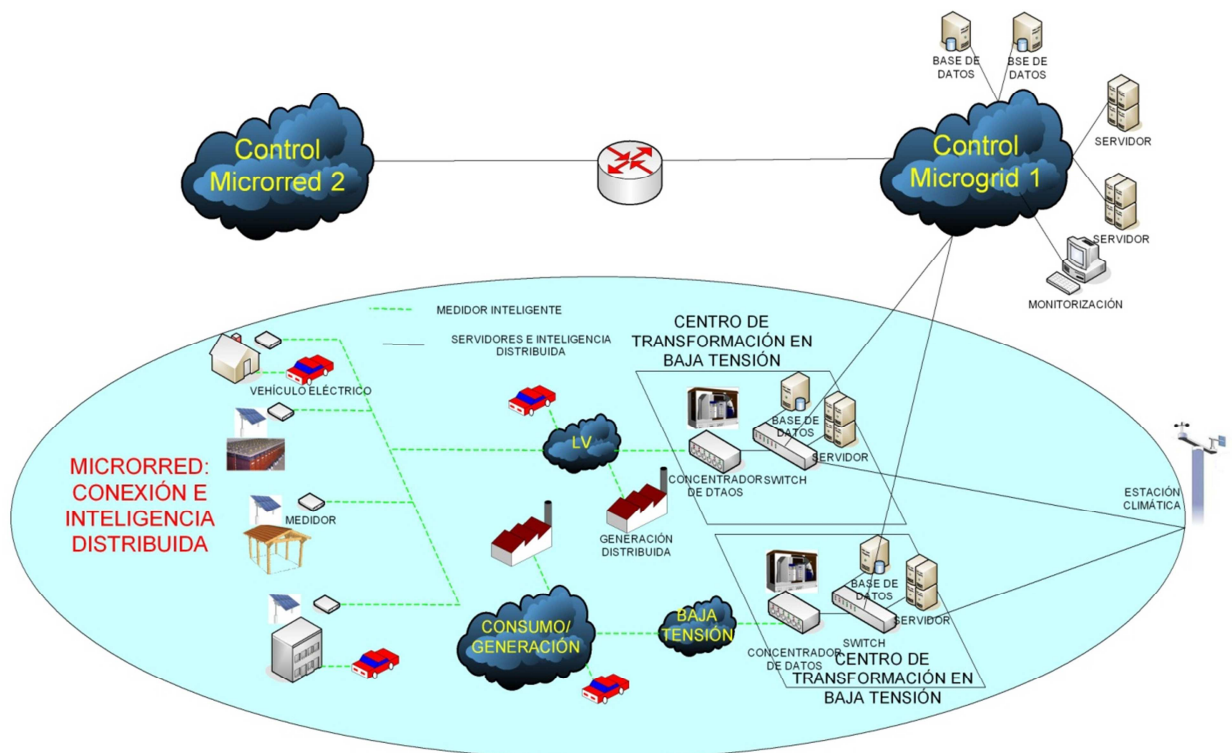 BASE DE
DATOS
BSE DE
DATOS
Control
Microrred 2
Control
Microgrid 1
SERVIDOR
SERVIDOR
MONITORIZACIÓN
MEDIDOR INTELIGENTE
SERVIDORES E INTELIGENCIA
DISTRIBUIDA
CENTRO DE
TRANSFORMACIÓN EN
BAJA TENSIÓN
VEHÍCULO ELÉCTRICO
BASE DE
DATOS
SERVIDOR
LV
CONCENTRADOR
DE DTAOS
SWITCH
MICRORRED:
CONEXIÓN E
INTELIGENCIA
DISTRIBUIDA
MEDIDOR
GENERACIÓN
DISTRIBUIDA
ESTACIÓN
CLIMÁTICA
BASE DE
DATOS
SERVIDOR
CONSUMO/
GENERACIÓN
BAJA
TENSIÓN
SWITCH
CONCENTRADOR
DE DATOS
CENTRO DE
TRANSFORMACIÓN EN
BAJA TENSIÓN